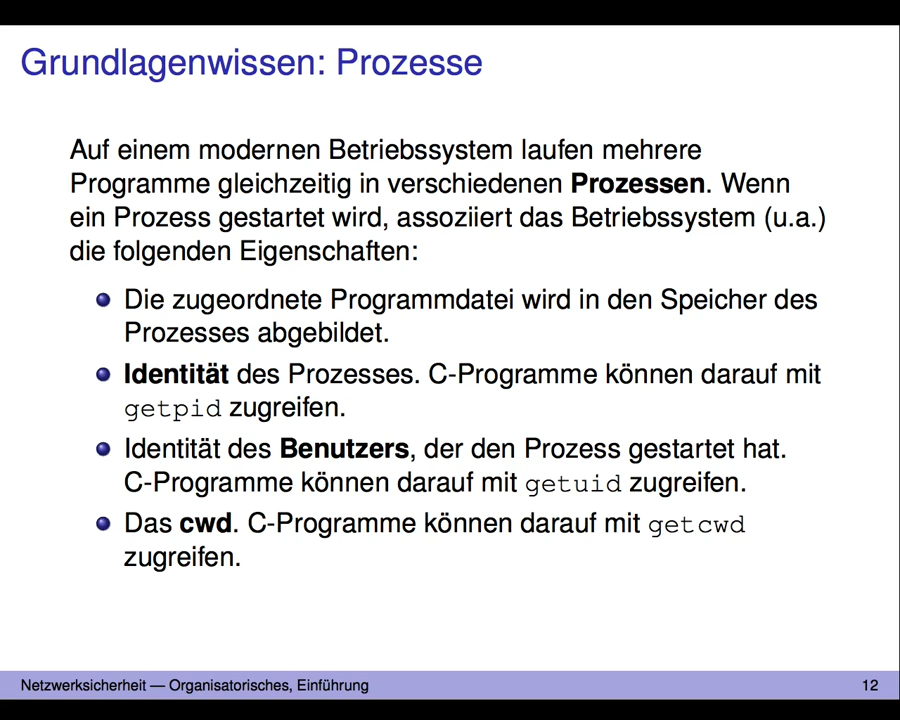 Grundlagenwissen: Prozesse
Auf einem modernen Betriebssystem laufen mehrere
Programme gleichzeitig in verschiedenen Prozessen. Wenn
ein Prozess gestartet wird, assoziiert das Betriebssystem (u.a.)
die folgenden Eigenschaften:
Die zugeordnete Programmdatei wird in den Speicher des
Prozesses abgebildet.
Identität des Prozesses. C-Programme können darauf mit
getpid zugreifen.
Identität des Benutzers, der den Prozess gestartet hat.
C-Programme können darauf mit getuid zugreifen.
Das cwd. C-Programme können darauf mit getcwd
zugreifen.
Netzwerksicherheit — Organisatorisches, Einführung 12